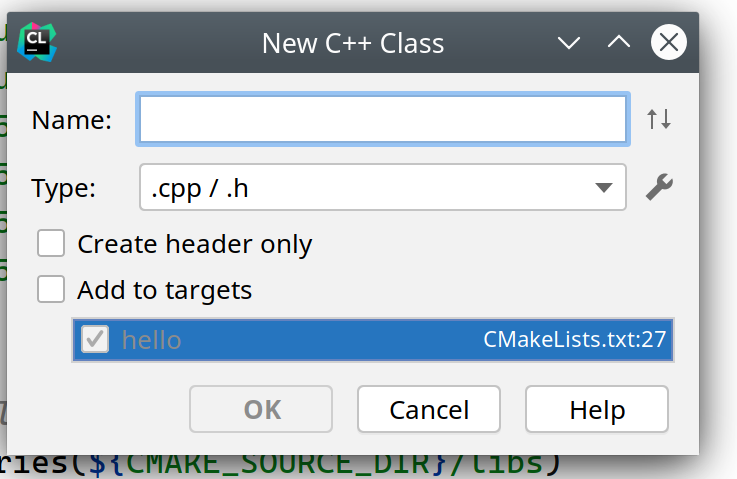 CL
New C++ Class
Name:
Type: .cpp / .h
Create header only
Add to targets
hello CMakeLists.txt:27
OK Cancel Help
ries(${CMAKE_SOURCE_DIR}/libs)